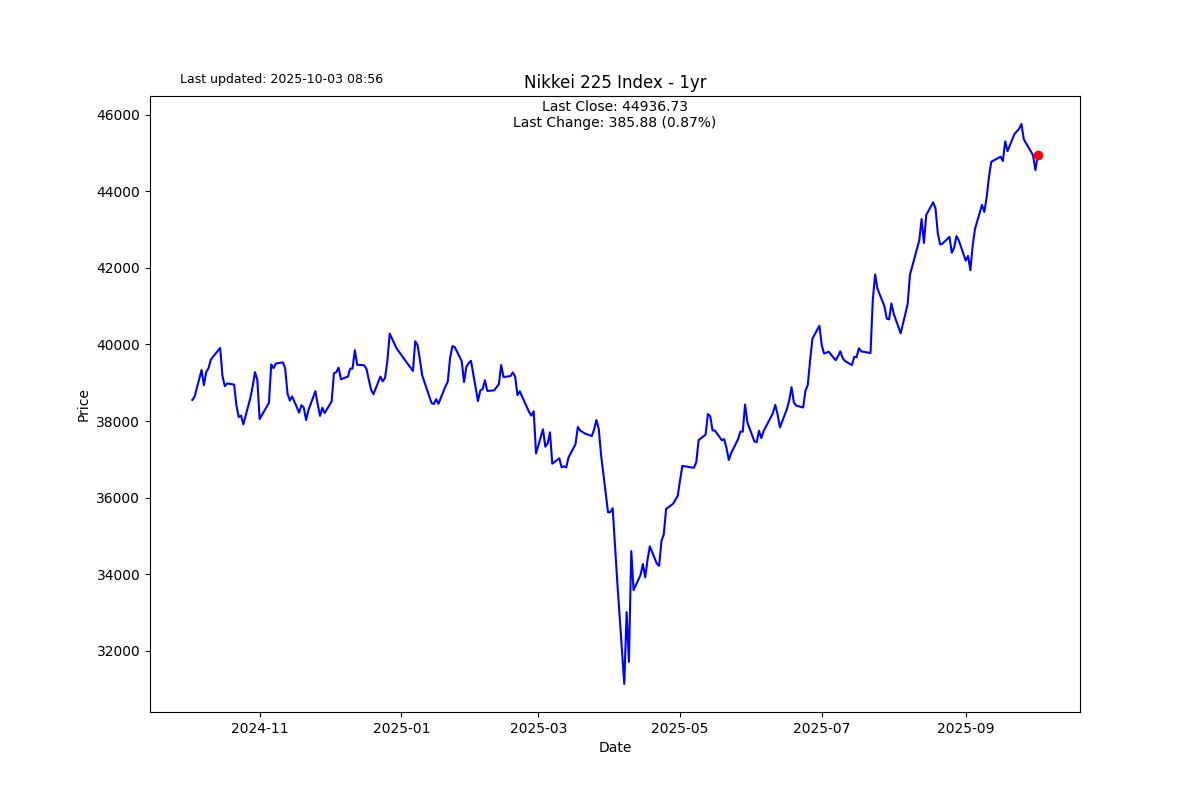 Last updated: 2025-10-03 08:56
Nikkei 225 Index - 1yr
Last Close: 44936.73
Last Change: 385.88 (0.87%)
46000
44000
42000
40000
38000
36000
34000
32000
Price
2024-11
2025-01
2025-03
2025-05
2025-07
2025-09
Date